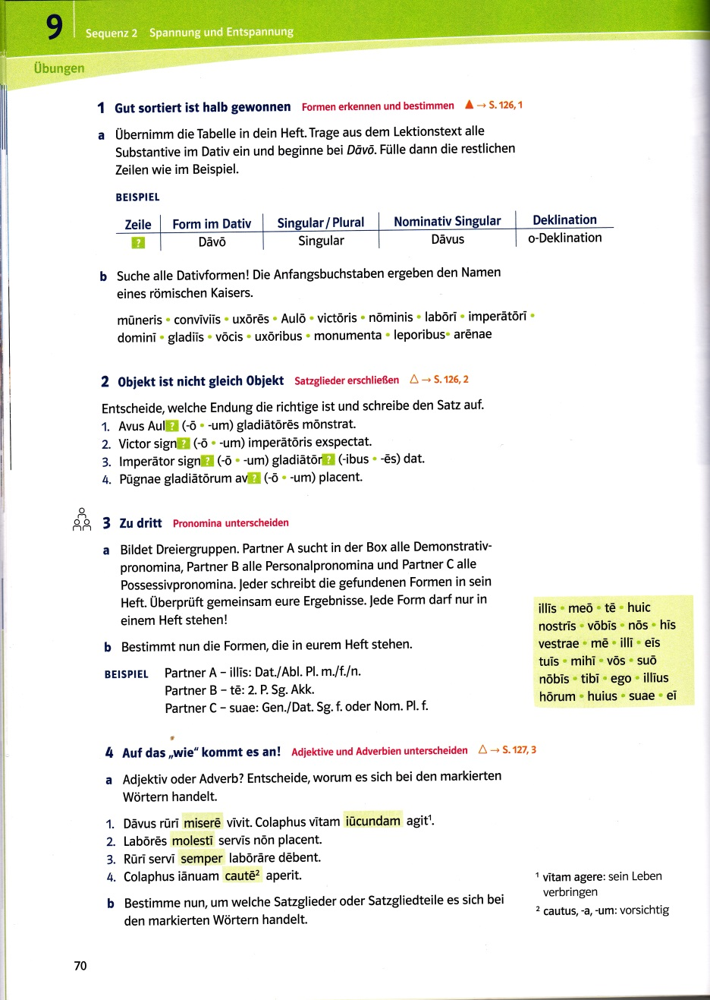 9 Sequenz 2 Spannung und Entspannung
Übungen
1 Gut sortiert ist halb gewonnen Formen erkennen und bestimmen ▲ → S. 126, 1
a Übernimm die Tabelle in dein Heft. Trage aus dem Lektionstext alle
Substantive im Dativ ein und beginne bei Dāvō. Fülle dann die restlichen
Zeilen wie im Beispiel.
BEISPIEL
Zeile Form im Dativ Singular / Plural Nominativ Singular Deklination
? Dāvō Singular Dāvus o-Deklination
b Suche alle Dativformen! Die Anfangsbuchstaben ergeben den Namen
eines römischen Kaisers.
mūneris • convīviīs • uxōrēs • Aulō • victōris • nōminis • labōrī • imperātōrī •
dominī • gladiīs • vōcis • uxōribus • monumenta • leporibus • arēnae
2 Objekt ist nicht gleich Objekt Satzglieder erschließen △ → S. 126, 2
Entscheide, welche Endung die richtige ist und schreibe den Satz auf.
1. Avus Aul? (-ō • -um) gladiātōrēs mōnstrat.
2. Victor sign? (-ō • -um) imperātōris exspectat.
3. Imperātor sign? (-ō • -um) gladiātōr? (-ibus • -ēs) dat.
4. Pūgnae gladiātōrum av? (-ō • -um) placent.
3 Zu dritt Pronomina unterscheiden
a Bildet Dreiergruppen. Partner A sucht in der Box alle Demonstrativ-
pronomina, Partner B alle Personalpronomina und Partner C alle
Possessivpronomina. Jeder schreibt die gefundenen Formen in sein
Heft. Überprüft gemeinsam eure Ergebnisse. Jede Form darf nur in
einem Heft stehen!
b Bestimmt nun die Formen, die in eurem Heft stehen.
BEISPIEL Partner A – illīs: Dat./Abl. Pl. m./f./n.
Partner B – tē: 2. P. Sg. Akk.
Partner C – suae: Gen./Dat. Sg. f. oder Nom. Pl. f.
illīs • meō • tē • huic
nostrīs • vōbīs • nōs • hīs
vestrae • mē • illī • eīs
tuīs • mihī • vōs • suō
nōbīs • tibī • ego • illīus
hōrum • huius • suae • eī
4 Auf das „wie“ kommt es an! Adjektive und Adverbien unterscheiden △ → S. 127, 3
a Adjektiv oder Adverb? Entscheide, worum es sich bei den markierten
Wörtern handelt.
1. Dāvus rūrī miserē vīvit. Colaphus vītam iūcundam agit¹.
2. Labōrēs molestī servīs nōn placent.
3. Rūrī servī semper labōrāre dēbent.
4. Colaphus iānuam cautē² aperit.
b Bestimme nun, um welche Satzglieder oder Satzgliedteile es sich bei
den markierten Wörtern handelt.
¹ vītam agere: sein Leben
verbringen
² cautus, -a, -um: vorsichtig
70